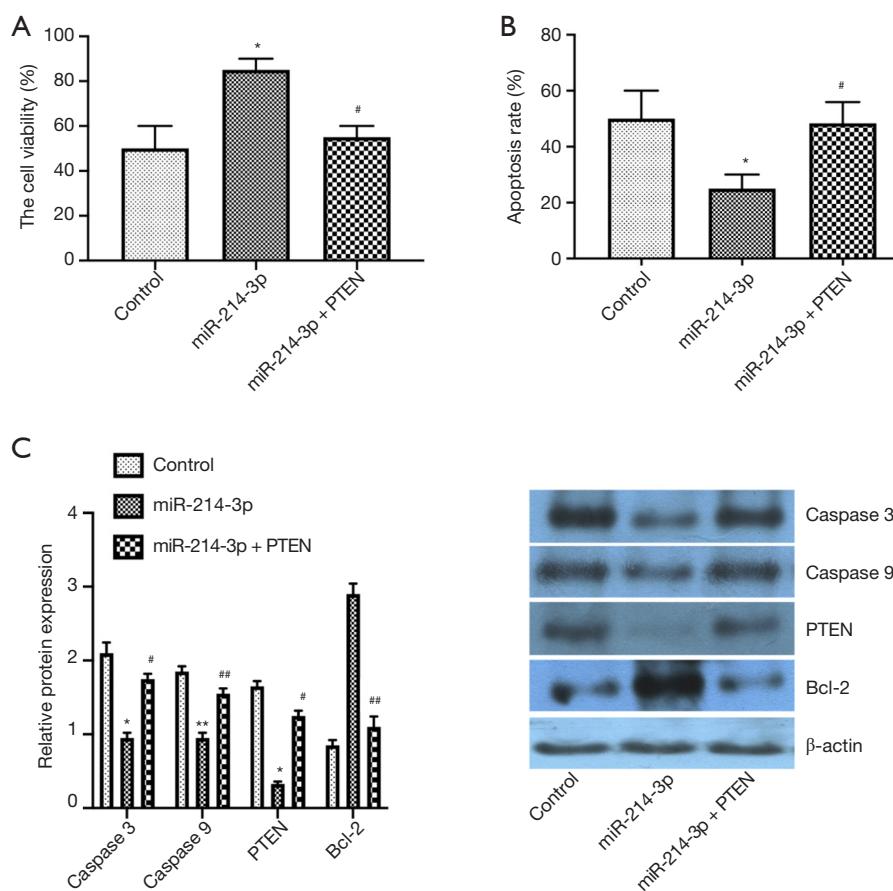 A
The cell viability (%)
100
80
60
40
20
0
*
#
Control
miR-214-3p
miR-214-3p + PTEN
B
Apoptosis rate (%)
80
60
40
20
0
*
#
Control
miR-214-3p
miR-214-3p + PTEN
C
Control
miR-214-3p
miR-214-3p + PTEN
Relative protein expression
4
3
2
1
0
*
#
**
##
*
#
##
Caspase 3
Caspase 9
PTEN
Bcl-2
Caspase 3
Caspase 9
PTEN
Bcl-2
β-actin
Control
miR-214-3p
miR-214-3p + PTEN